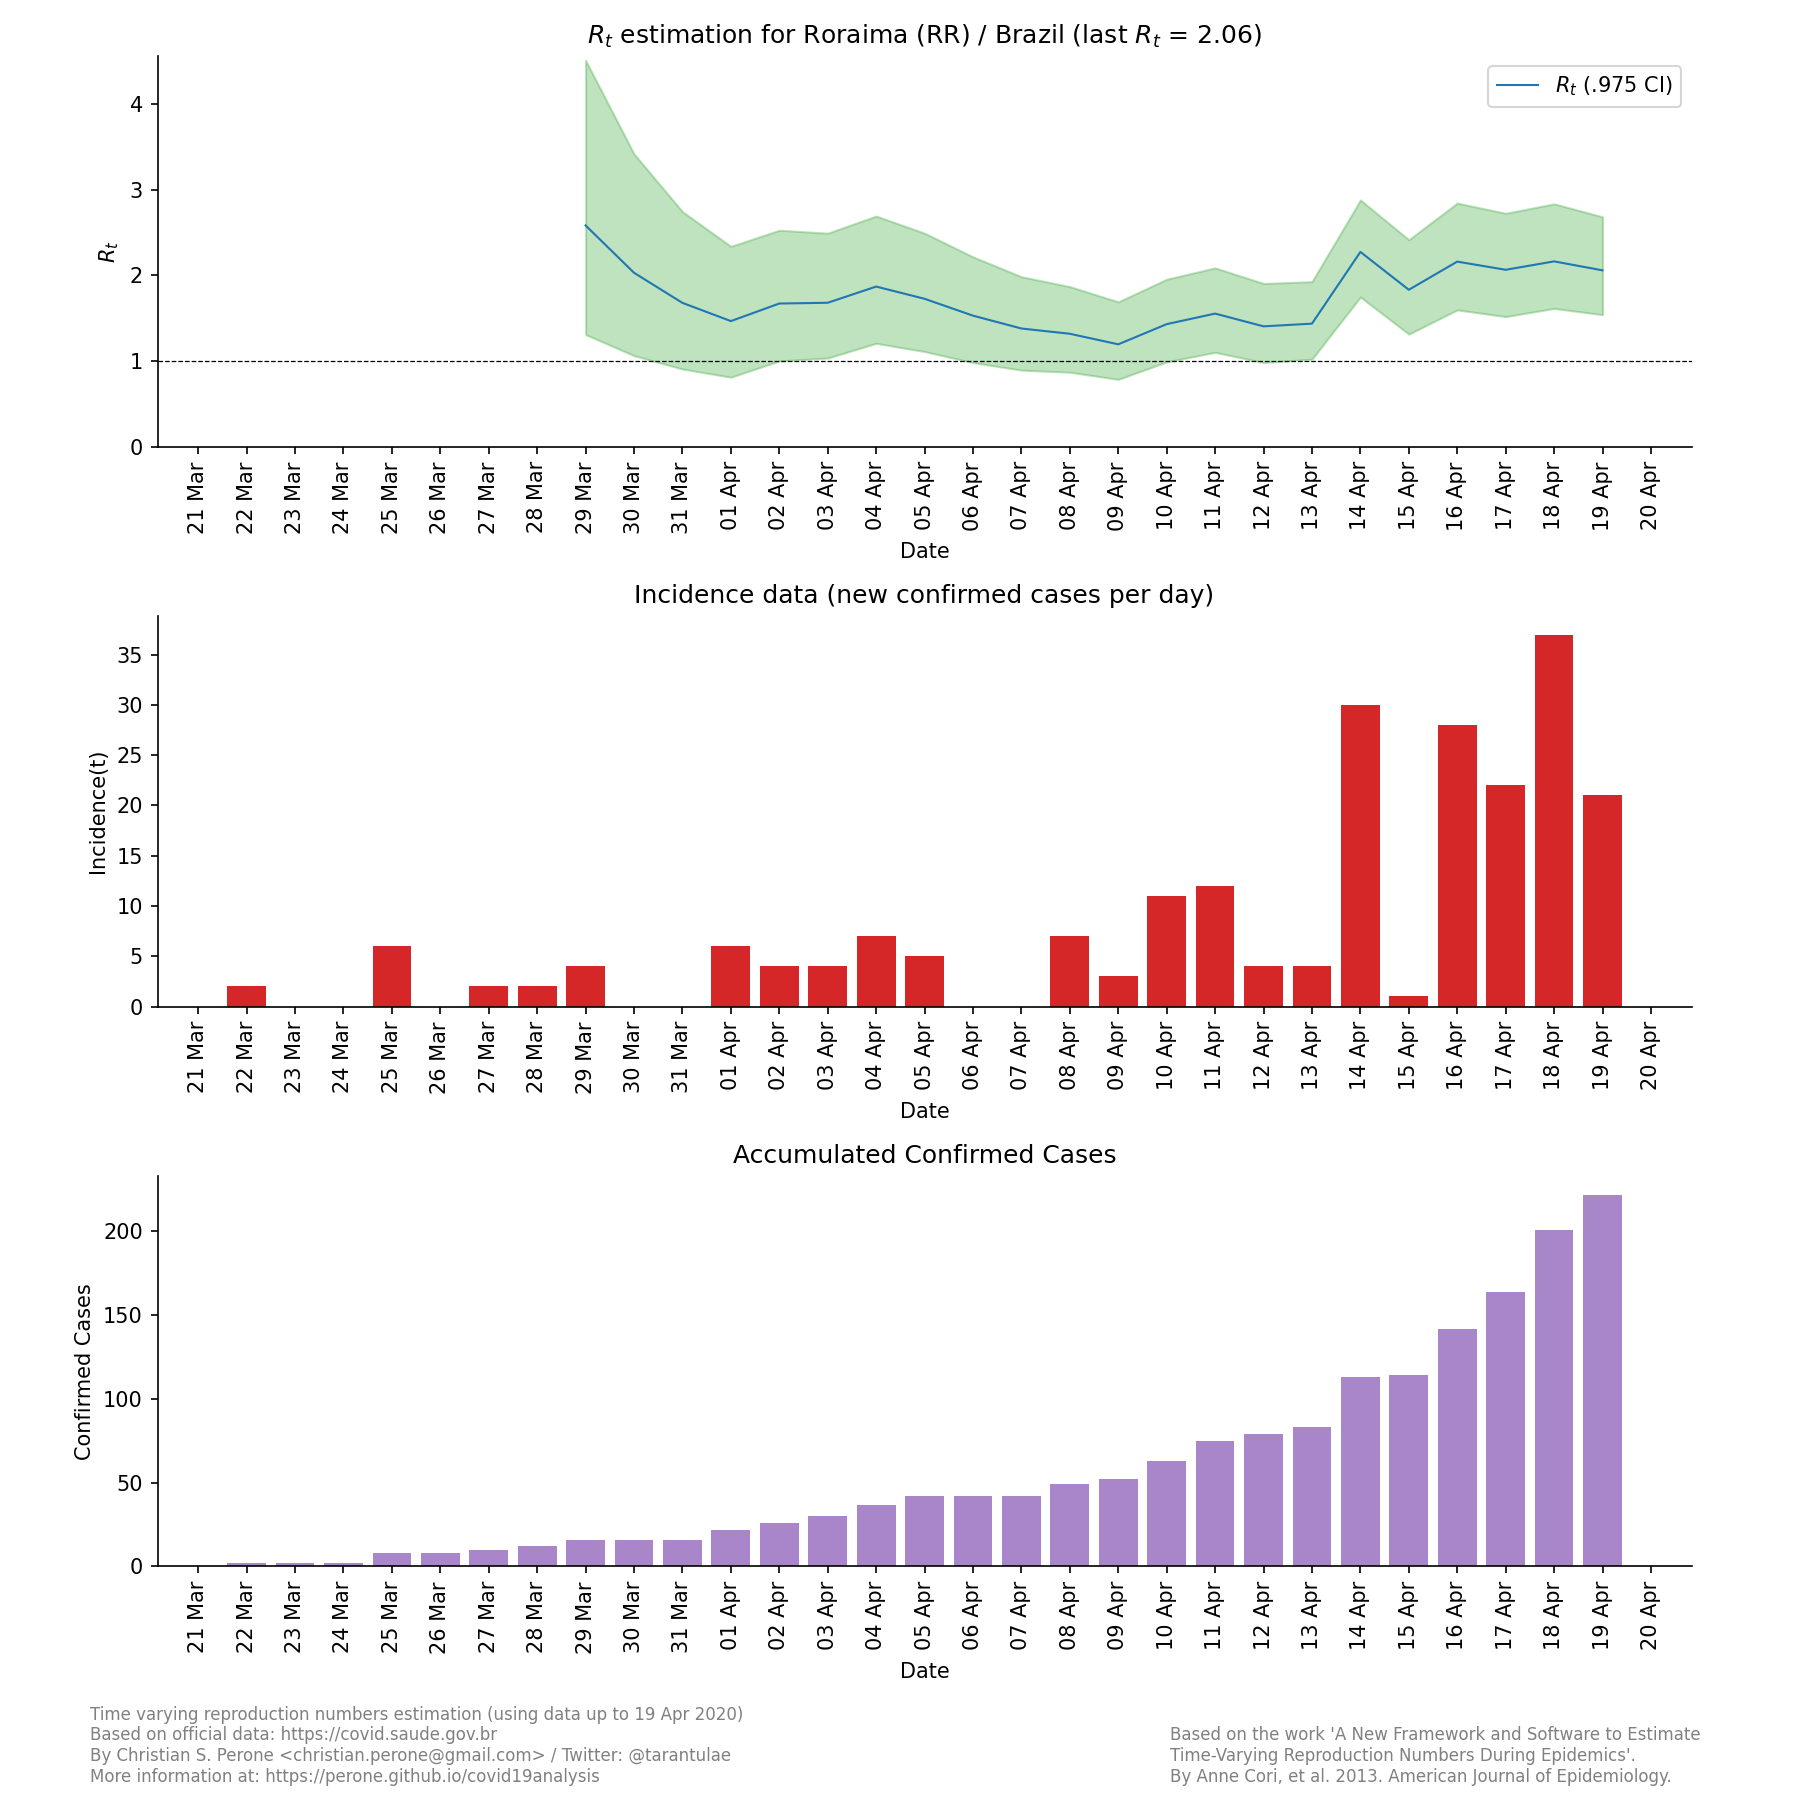 R_t estimation for Roraima (RR) / Brazil (last R_t = 2.06)
R_t (.975 CI)
R_t
4
3
2
1
0
21 Mar
22 Mar
23 Mar
24 Mar
25 Mar
26 Mar
27 Mar
28 Mar
29 Mar
30 Mar
31 Mar
01 Apr
02 Apr
03 Apr
04 Apr
05 Apr
06 Apr
07 Apr
08 Apr
09 Apr
10 Apr
11 Apr
12 Apr
13 Apr
14 Apr
15 Apr
16 Apr
17 Apr
18 Apr
19 Apr
20 Apr
Date
Incidence data (new confirmed cases per day)
Incidence(t)
35
30
25
20
15
10
5
0
21 Mar
22 Mar
23 Mar
24 Mar
25 Mar
26 Mar
27 Mar
28 Mar
29 Mar
30 Mar
31 Mar
01 Apr
02 Apr
03 Apr
04 Apr
05 Apr
06 Apr
07 Apr
08 Apr
09 Apr
10 Apr
11 Apr
12 Apr
13 Apr
14 Apr
15 Apr
16 Apr
17 Apr
18 Apr
19 Apr
20 Apr
Date
Accumulated Confirmed Cases
Confirmed Cases
200
150
100
50
0
21 Mar
22 Mar
23 Mar
24 Mar
25 Mar
26 Mar
27 Mar
28 Mar
29 Mar
30 Mar
31 Mar
01 Apr
02 Apr
03 Apr
04 Apr
05 Apr
06 Apr
07 Apr
08 Apr
09 Apr
10 Apr
11 Apr
12 Apr
13 Apr
14 Apr
15 Apr
16 Apr
17 Apr
18 Apr
19 Apr
20 Apr
Date
Time varying reproduction numbers estimation (using data up to 19 Apr 2020)
Based on official data: https://covid.saude.gov.br
By Christian S. Perone <christian.perone@gmail.com> / Twitter: @tarantulae
More information at: https://perone.github.io/covid19analysis
Based on the work 'A New Framework and Software to Estimate
Time-Varying Reproduction Numbers During Epidemics'.
By Anne Cori, et al. 2013. American Journal of Epidemiology.